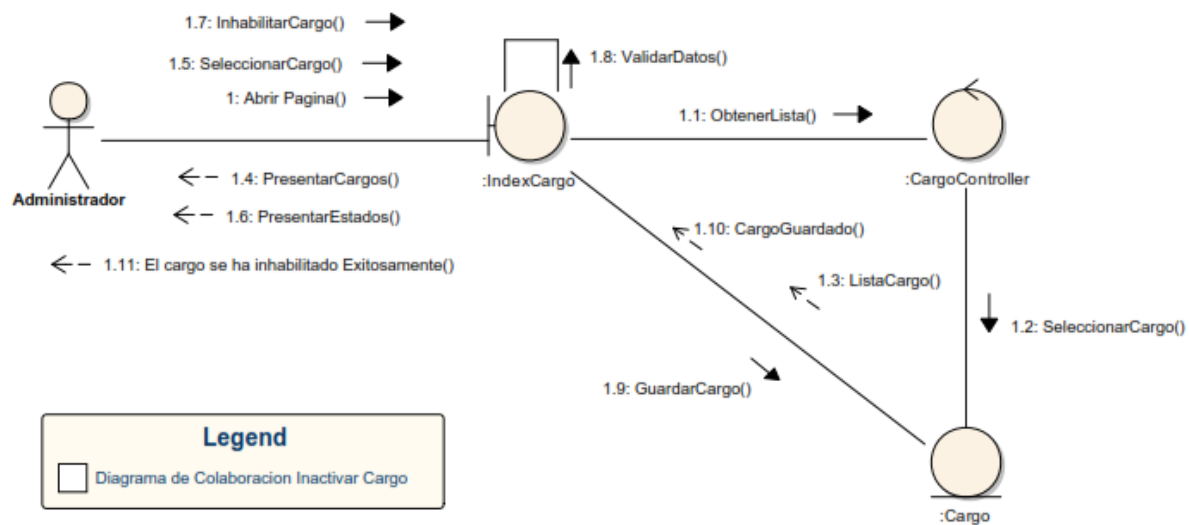 1.7: InhabilitarCargo()
1.5: SeleccionarCargo()
1.8: ValidarDatos()
1: Abrir Pagina()
1.1: ObtenerLista()
:IndexCargo
:CargoController
1.4: PresentarCargos()
Administrador
1.6: PresentarEstados()
1.10: CargoGuardado()
1.11: El cargo se ha inhabilitado Exitosamente()
1.3: ListaCargo()
1.2: SeleccionarCargo()
1.9: GuardarCargo()
Legend
Diagrama de Colaboracion Inactivar Cargo
:Cargo